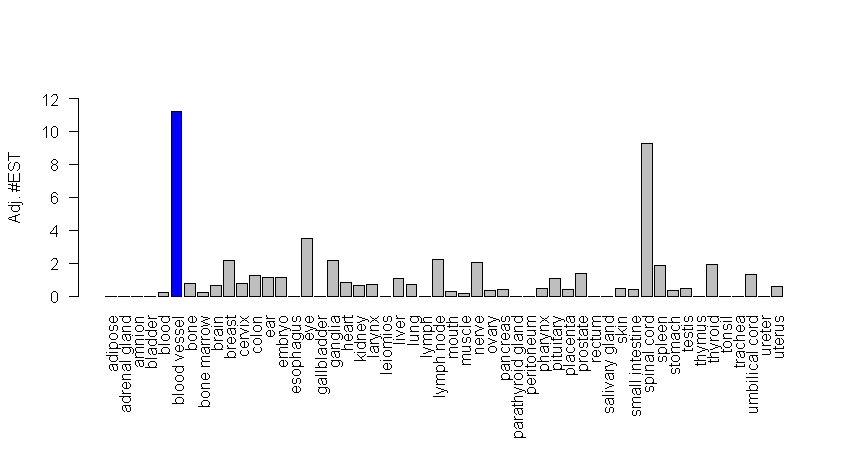 Adj. #EST
12
10
8
6
4
2
0
adipose
adrenal gland
amnion
bladder
blood
blood vessel
bone
bone marrow
brain
breast
cervix
colon
ear
embryo
esophagus
eye
gallbladder
ganglia
heart
kidney
larynx
leiomios
liver
lung
lymph
lymph node
mouth
muscle
nerve
ovary
pancreas
parathyroid gland
peritoneum
pharynx
pituitary
placenta
prostate
rectum
salivary gland
skin
small intestine
spinal cord
spleen
stomach
testis
thymus
thyroid
tonsil
trachea
umbilical cord
ureter
uterus